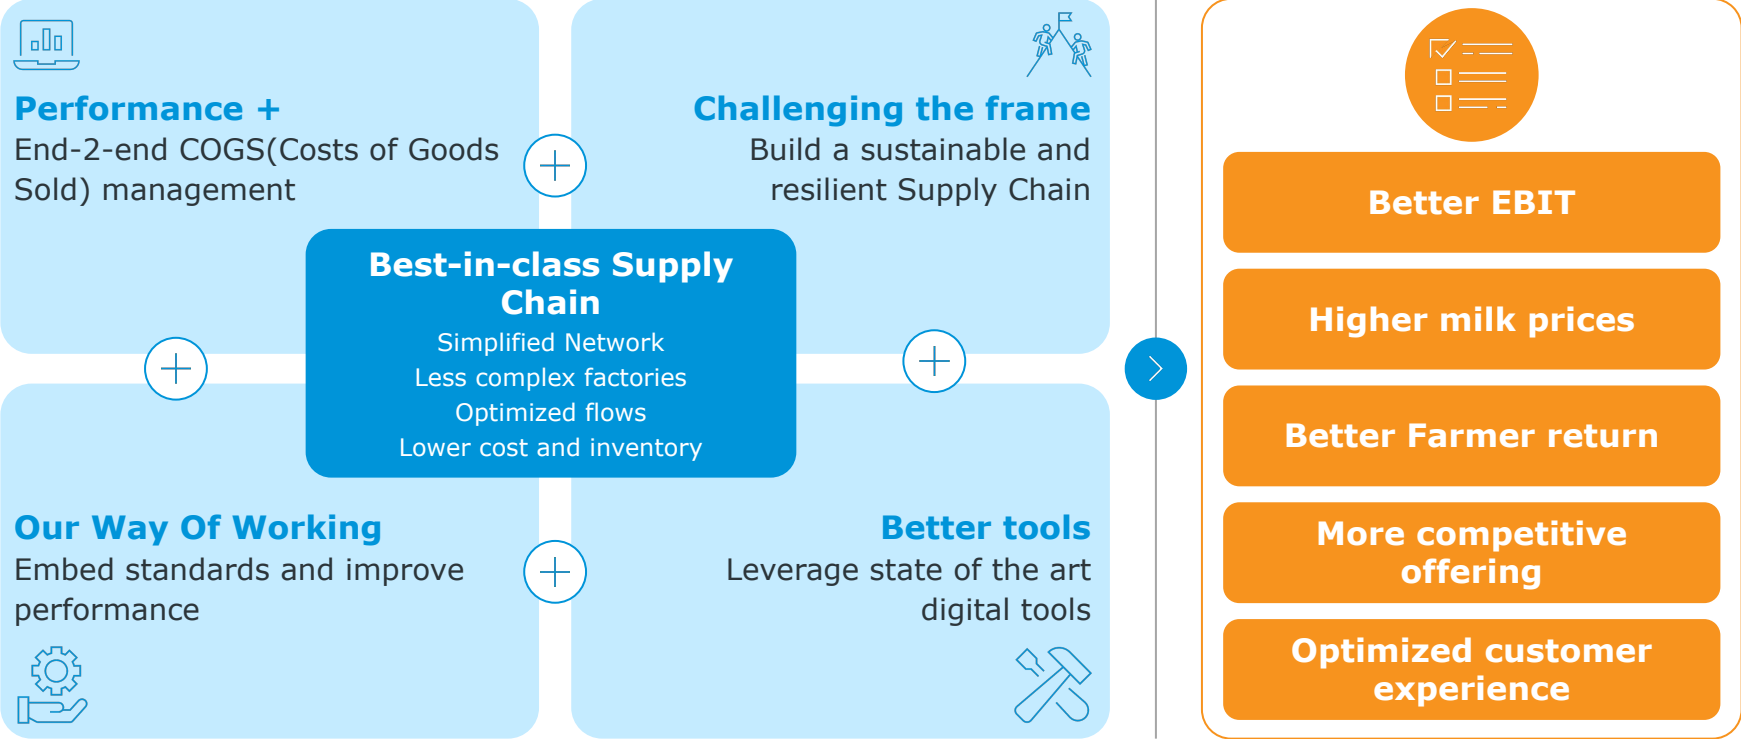 Performance +
End-2-end COGS(Costs of Goods
Sold) management
Challenging the frame
Build a sustainable and
resilient Supply Chain
Best-in-class Supply
Chain
Simplified Network
Less complex factories
Optimized flows
Lower cost and inventory
Our Way Of Working
Embed standards and improve
performance
Better tools
Leverage state of the art
digital tools
Better EBIT
Higher milk prices
Better Farmer return
More competitive
offering
Optimized customer
experience